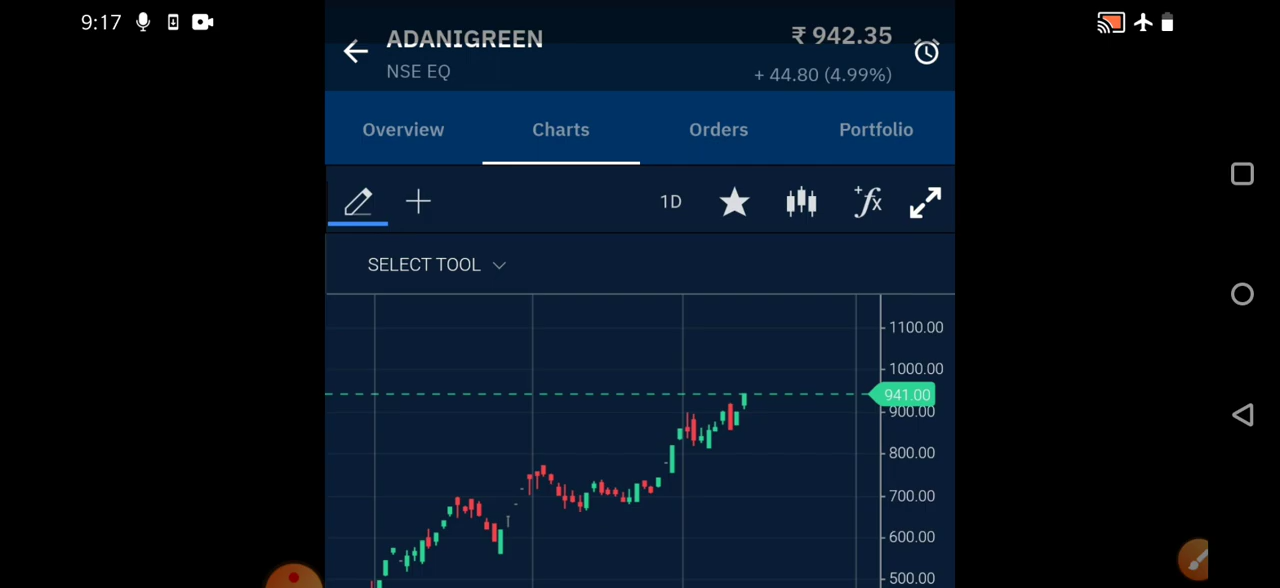 9:17
ADANIGREEN
₹ 942.35
NSE EQ
+ 44.80 (4.99%)
Overview
Charts
Orders
Portfolio
1D
+fx
SELECT TOOL
1100.00
1000.00
941.00
900.00
800.00
700.00
600.00
500.00